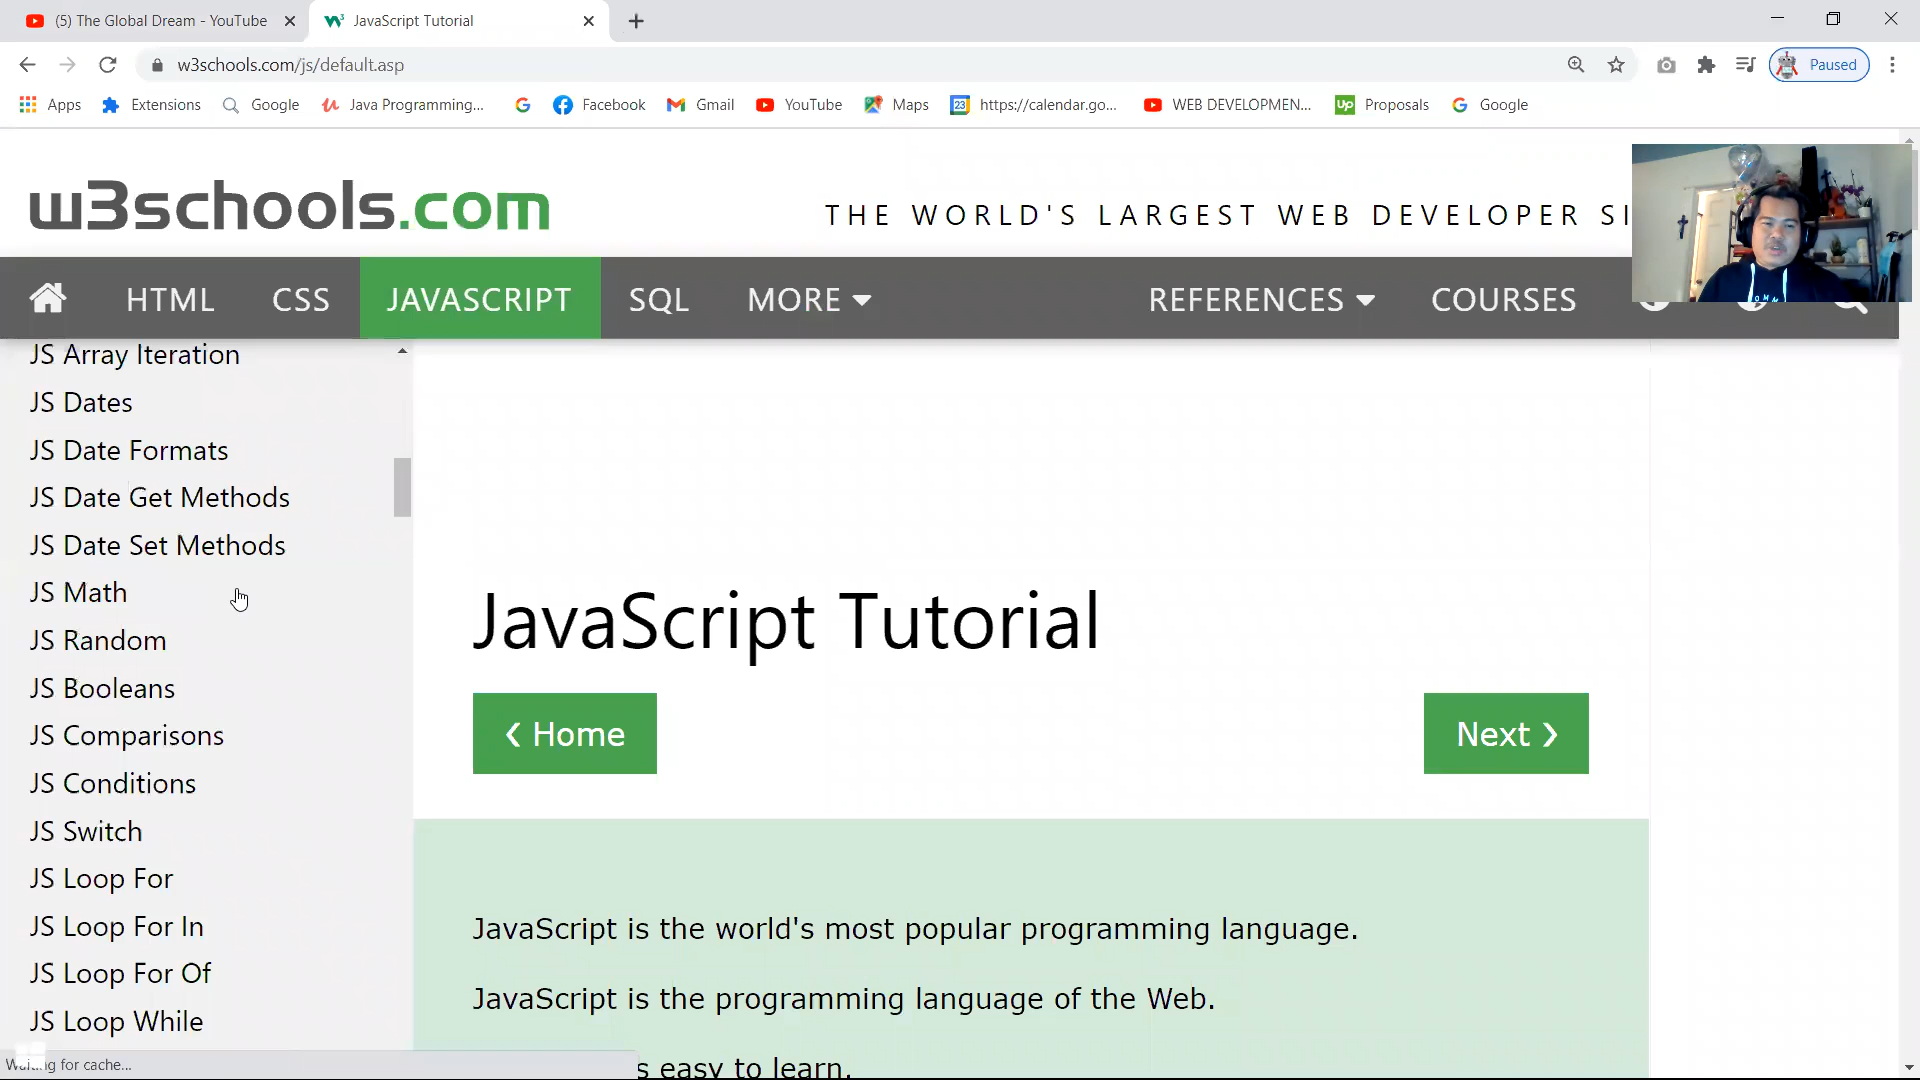 (5) The Global Dream - YouTube
JavaScript Tutorial
w3schools.com/js/default.asp
Paused
Apps
Extensions
Google
Java Programming...
Facebook
Gmail
YouTube
Maps
23
https://calendar.go...
WEB DEVELOPMEN...
Up
Proposals
Google
w3schools.com
THE WORLD'S LARGEST WEB DEVELOPER SI
HTML
CSS
JAVASCRIPT
SQL
MORE
REFERENCES
COURSES
JS Array Iteration
JS Dates
JS Date Formats
JS Date Get Methods
JS Date Set Methods
JS Math
JS Random
JS Booleans
JS Comparisons
JS Conditions
JS Switch
JS Loop For
JS Loop For In
JS Loop For Of
JS Loop While
JavaScript Tutorial
❮ Home
Next ❯
JavaScript is the world's most popular programming language.
JavaScript is the programming language of the Web.
s easy to learn.
Waiting for cache...